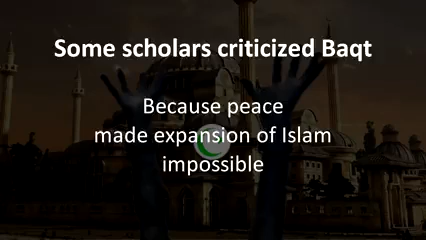 Some scholars criticized Baqt
Because peace
made expansion of Islam
impossible